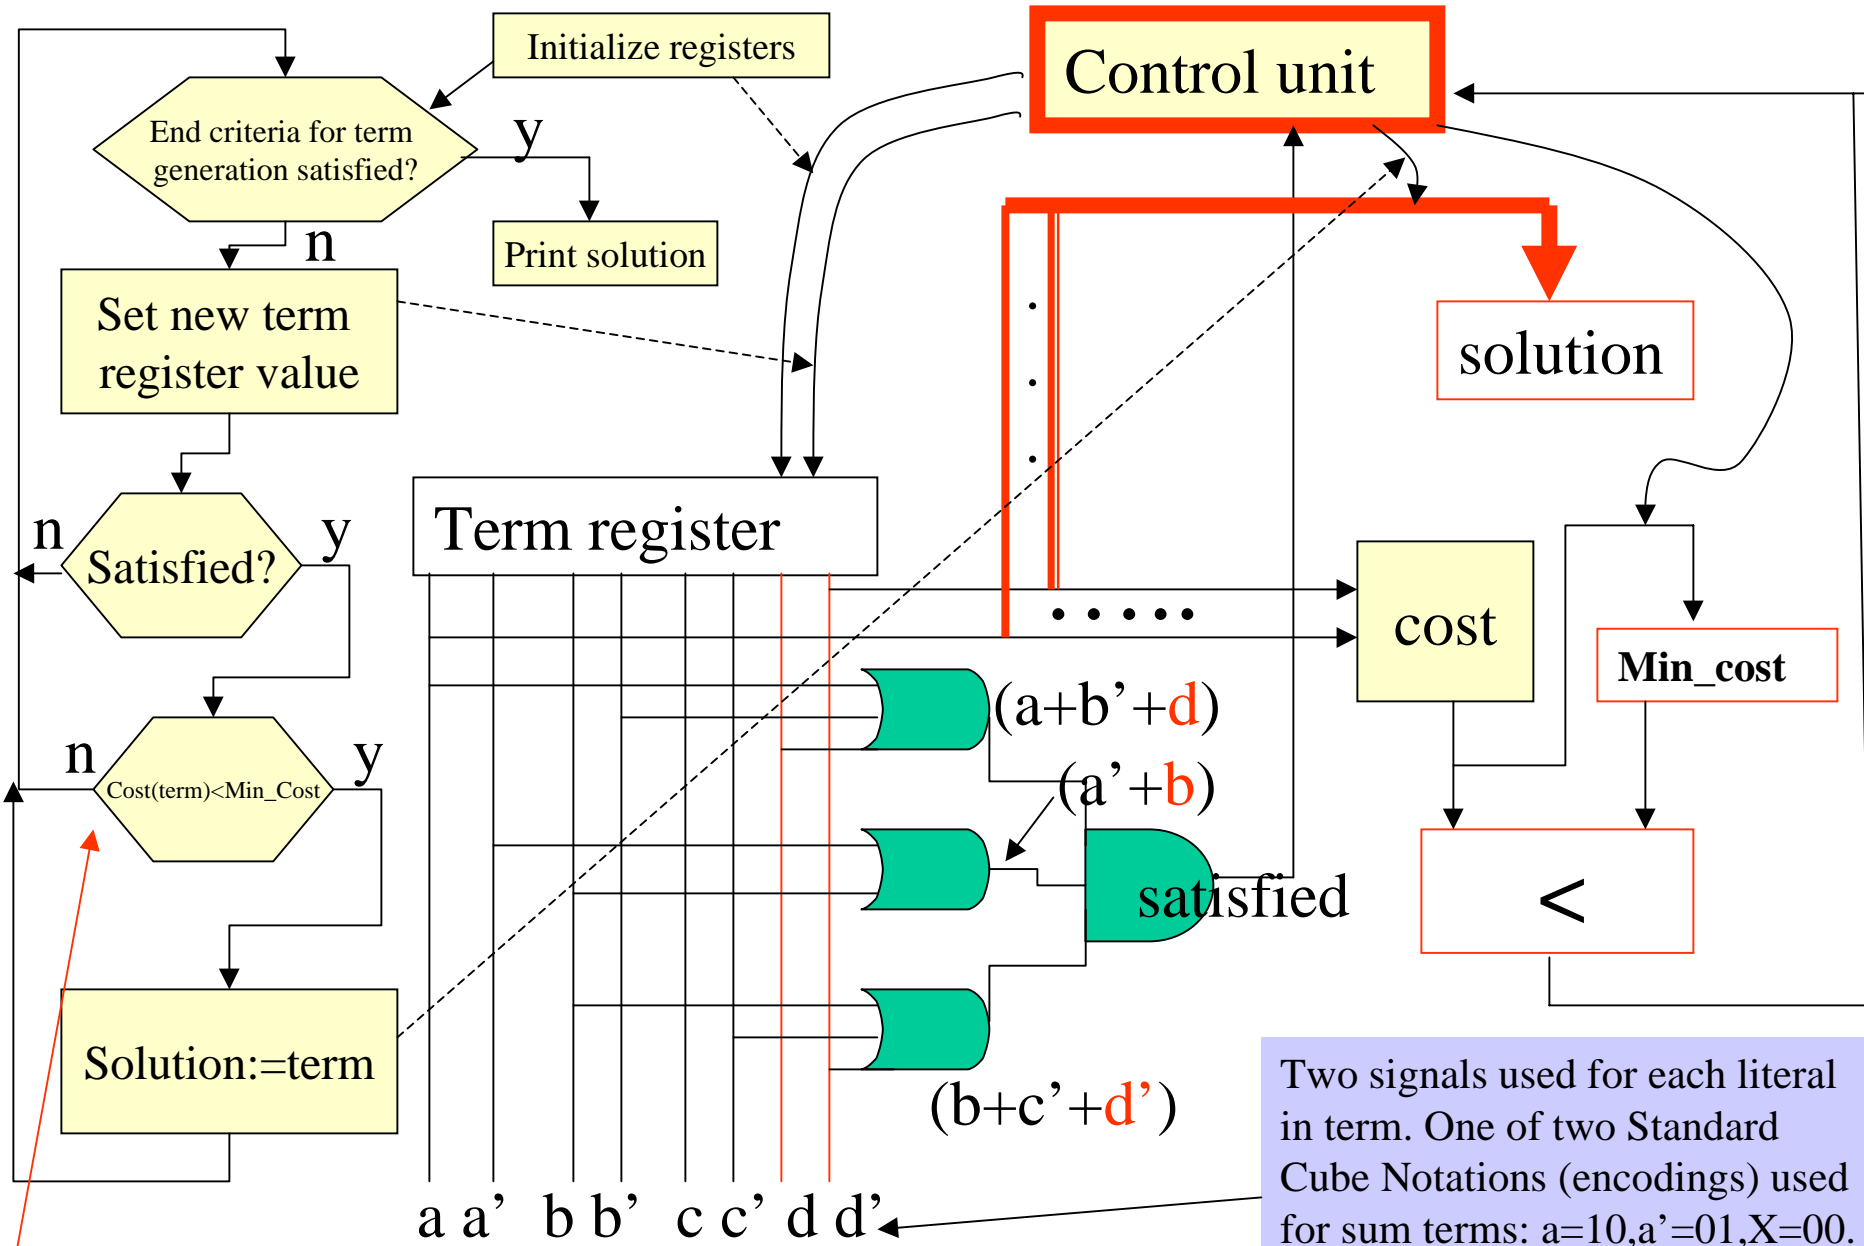 Initialize registers
Control unit
End criteria for term
generation satisfied?
y
n
Print solution
Set new term
register value
solution
Term register
n
Satisfied?
y
cost
Min_cost
(a+b’+d)
(a’+b)
n
Cost(term)<Min_Cost
y
satisfied
<
Solution:=term
(b+c’+d’)
Two signals used for each literal
in term. One of two Standard
Cube Notations (encodings) used
for sum terms: a=10,a’=01,X=00.
a a’ b b’ c c’ d d’